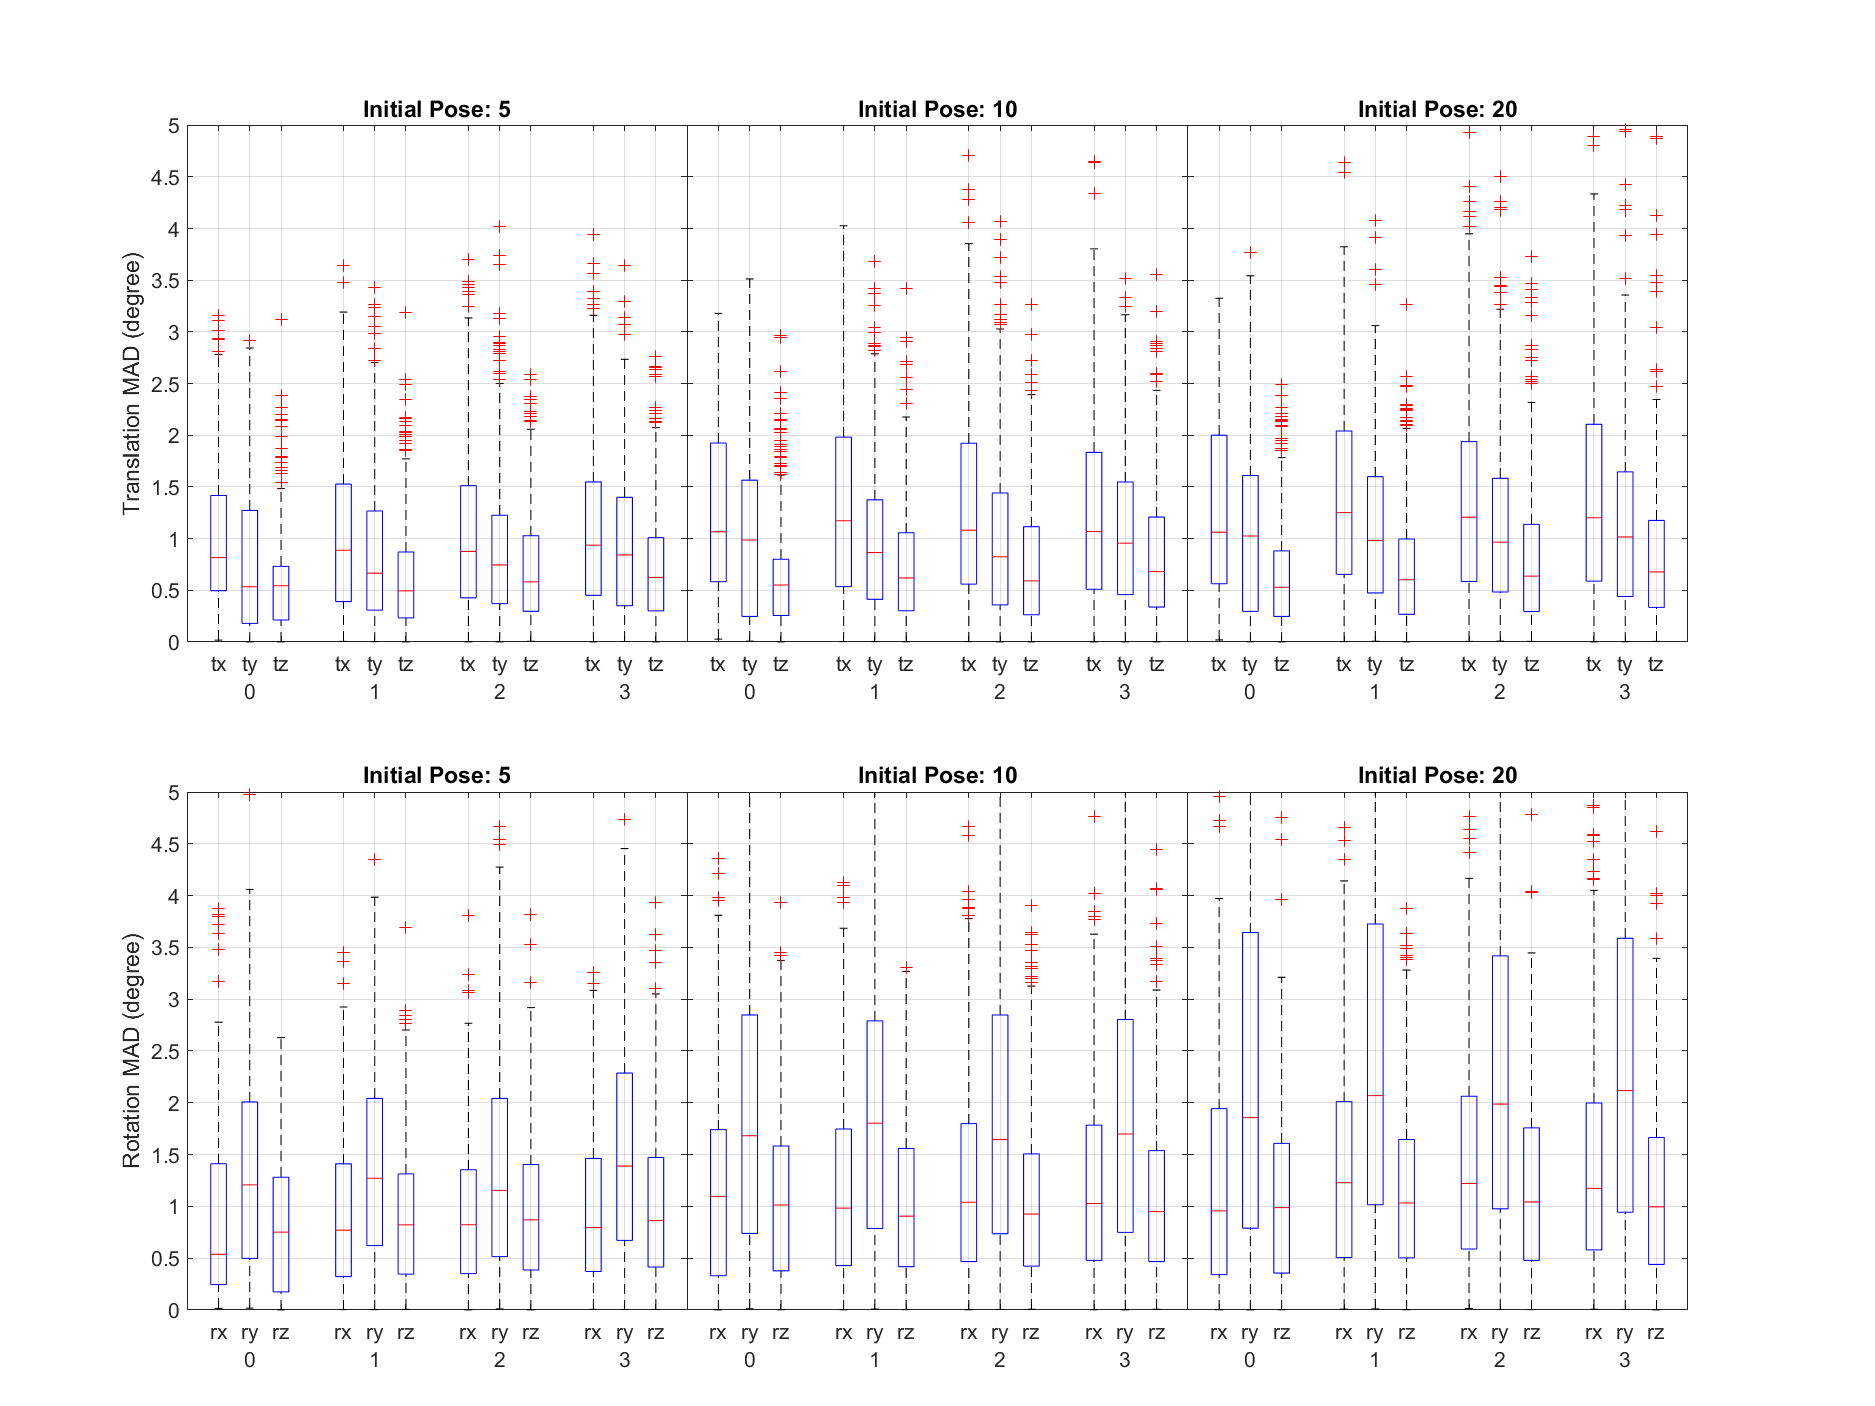 Initial Pose: 5 Initial Pose: 10 Initial Pose: 20
Translation MAD (degree)
5
4.5
4
3.5
3
2.5
2
1.5
1
0.5
0
tx ty tz tx ty tz tx ty tz tx ty tz tx ty tz tx ty tz tx ty tz tx ty tz tx ty tz tx ty tz tx ty tz tx ty tz
0 1 2 3 0 1 2 3 0 1 2 3
Initial Pose: 5 Initial Pose: 10 Initial Pose: 20
Rotation MAD (degree)
5
4.5
4
3.5
3
2.5
2
1.5
1
0.5
0
rx ry rz rx ry rz rx ry rz rx ry rz rx ry rz rx ry rz rx ry rz rx ry rz rx ry rz rx ry rz rx ry rz rx ry rz
0 1 2 3 0 1 2 3 0 1 2 3